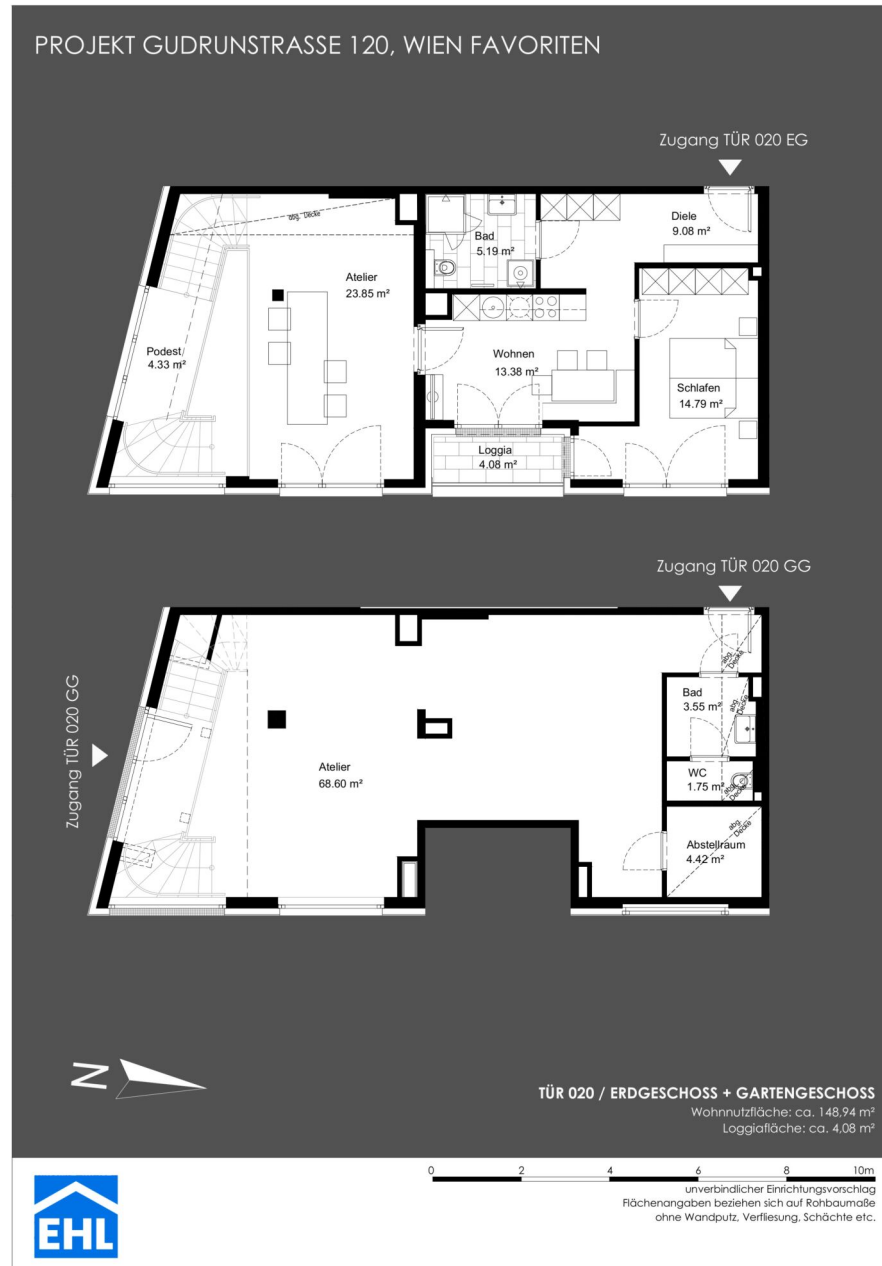 PROJEKT GUDRUNSTRASSE 120, WIEN FAVORITEN
Zugang TÜR 020 EG
abg. Decke
Bad
5.19 m²
Diele
9.08 m²
Atelier
23.85 m²
Podest
4.33 m²
Wohnen
13.38 m²
Schlafen
14.79 m²
Loggia
4.08 m²
Zugang TÜR 020 GG
Zugang TÜR 020 GG
abg.
Decke
Bad
3.55 m²
abg.
Decke
Atelier
68.60 m²
WC
1.75 m²
abg.
Decke
abg.
Decke
Abstellraum
4.42 m²
N
TÜR 020 / ERDGESCHOSS + GARTENGESCHOSS
Wohnnutzfläche: ca. 148,94 m²
Loggiafläche: ca. 4,08 m²
0 2 4 6 8 10m
unverbindlicher Einrichtungsvorschlag
Flächenangaben beziehen sich auf Rohbaumaße
ohne Wandputz, Verfliesung, Schächte etc.
EHL